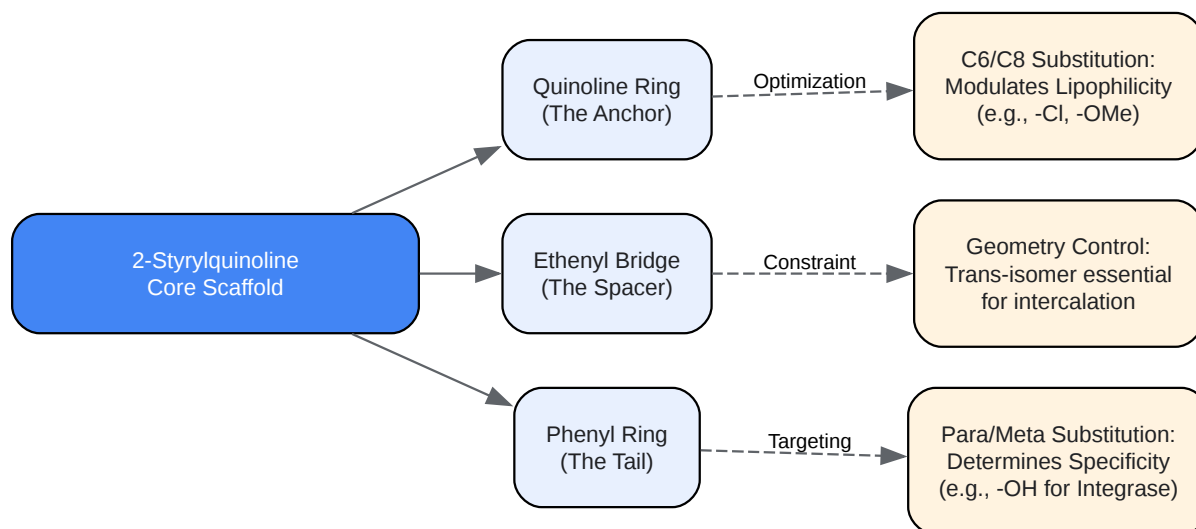 2-Styrylquinoline
Core Scaffold
Quinoline Ring
(The Anchor)
Optimization
C6/C8 Substitution:
Modulates Lipophilicity
(e.g., -Cl, -OMe)
Ethenyl Bridge
(The Spacer)
Constraint
Geometry Control:
Trans-isomer essential
for intercalation
Phenyl Ring
(The Tail)
Targeting
Para/Meta Substitution:
Determines Specificity
(e.g., -OH for Integrase)